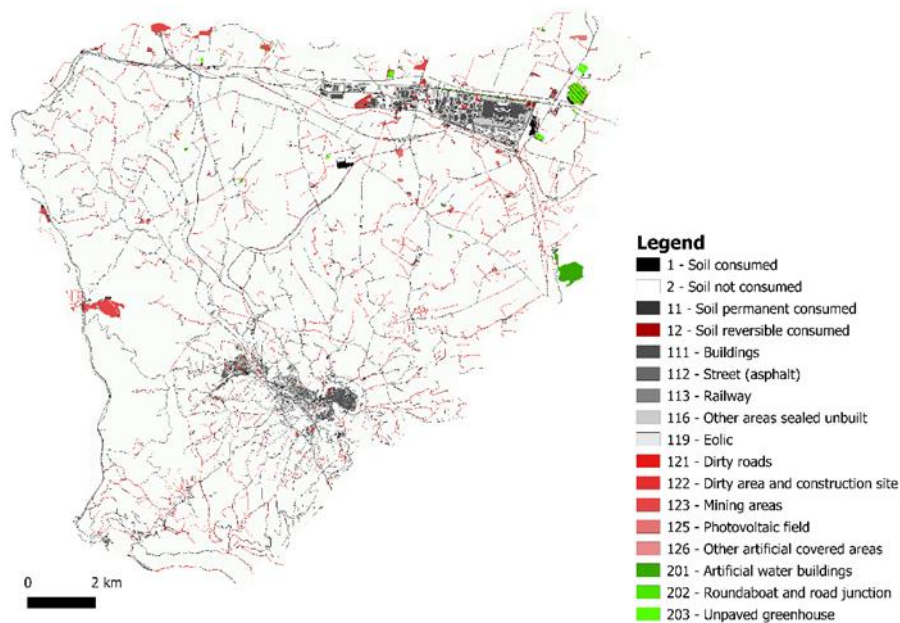 Legend
1 - Soil consumed
2 - Soil not consumed
11 - Soil permanent consumed
12 - Soil reversible consumed
111 - Buildings
112 - Street (asphalt)
113 - Railway
116 - Other areas sealed unbuilt
119 - Eolic
121 - Dirty roads
122 - Dirty area and construction site
123 - Mining areas
125 - Photovoltaic field
126 - Other artificial covered areas
201 - Artificial water buildings
202 - Roundaboat and road junction
203 - Unpaved greenhouse
0 2 km